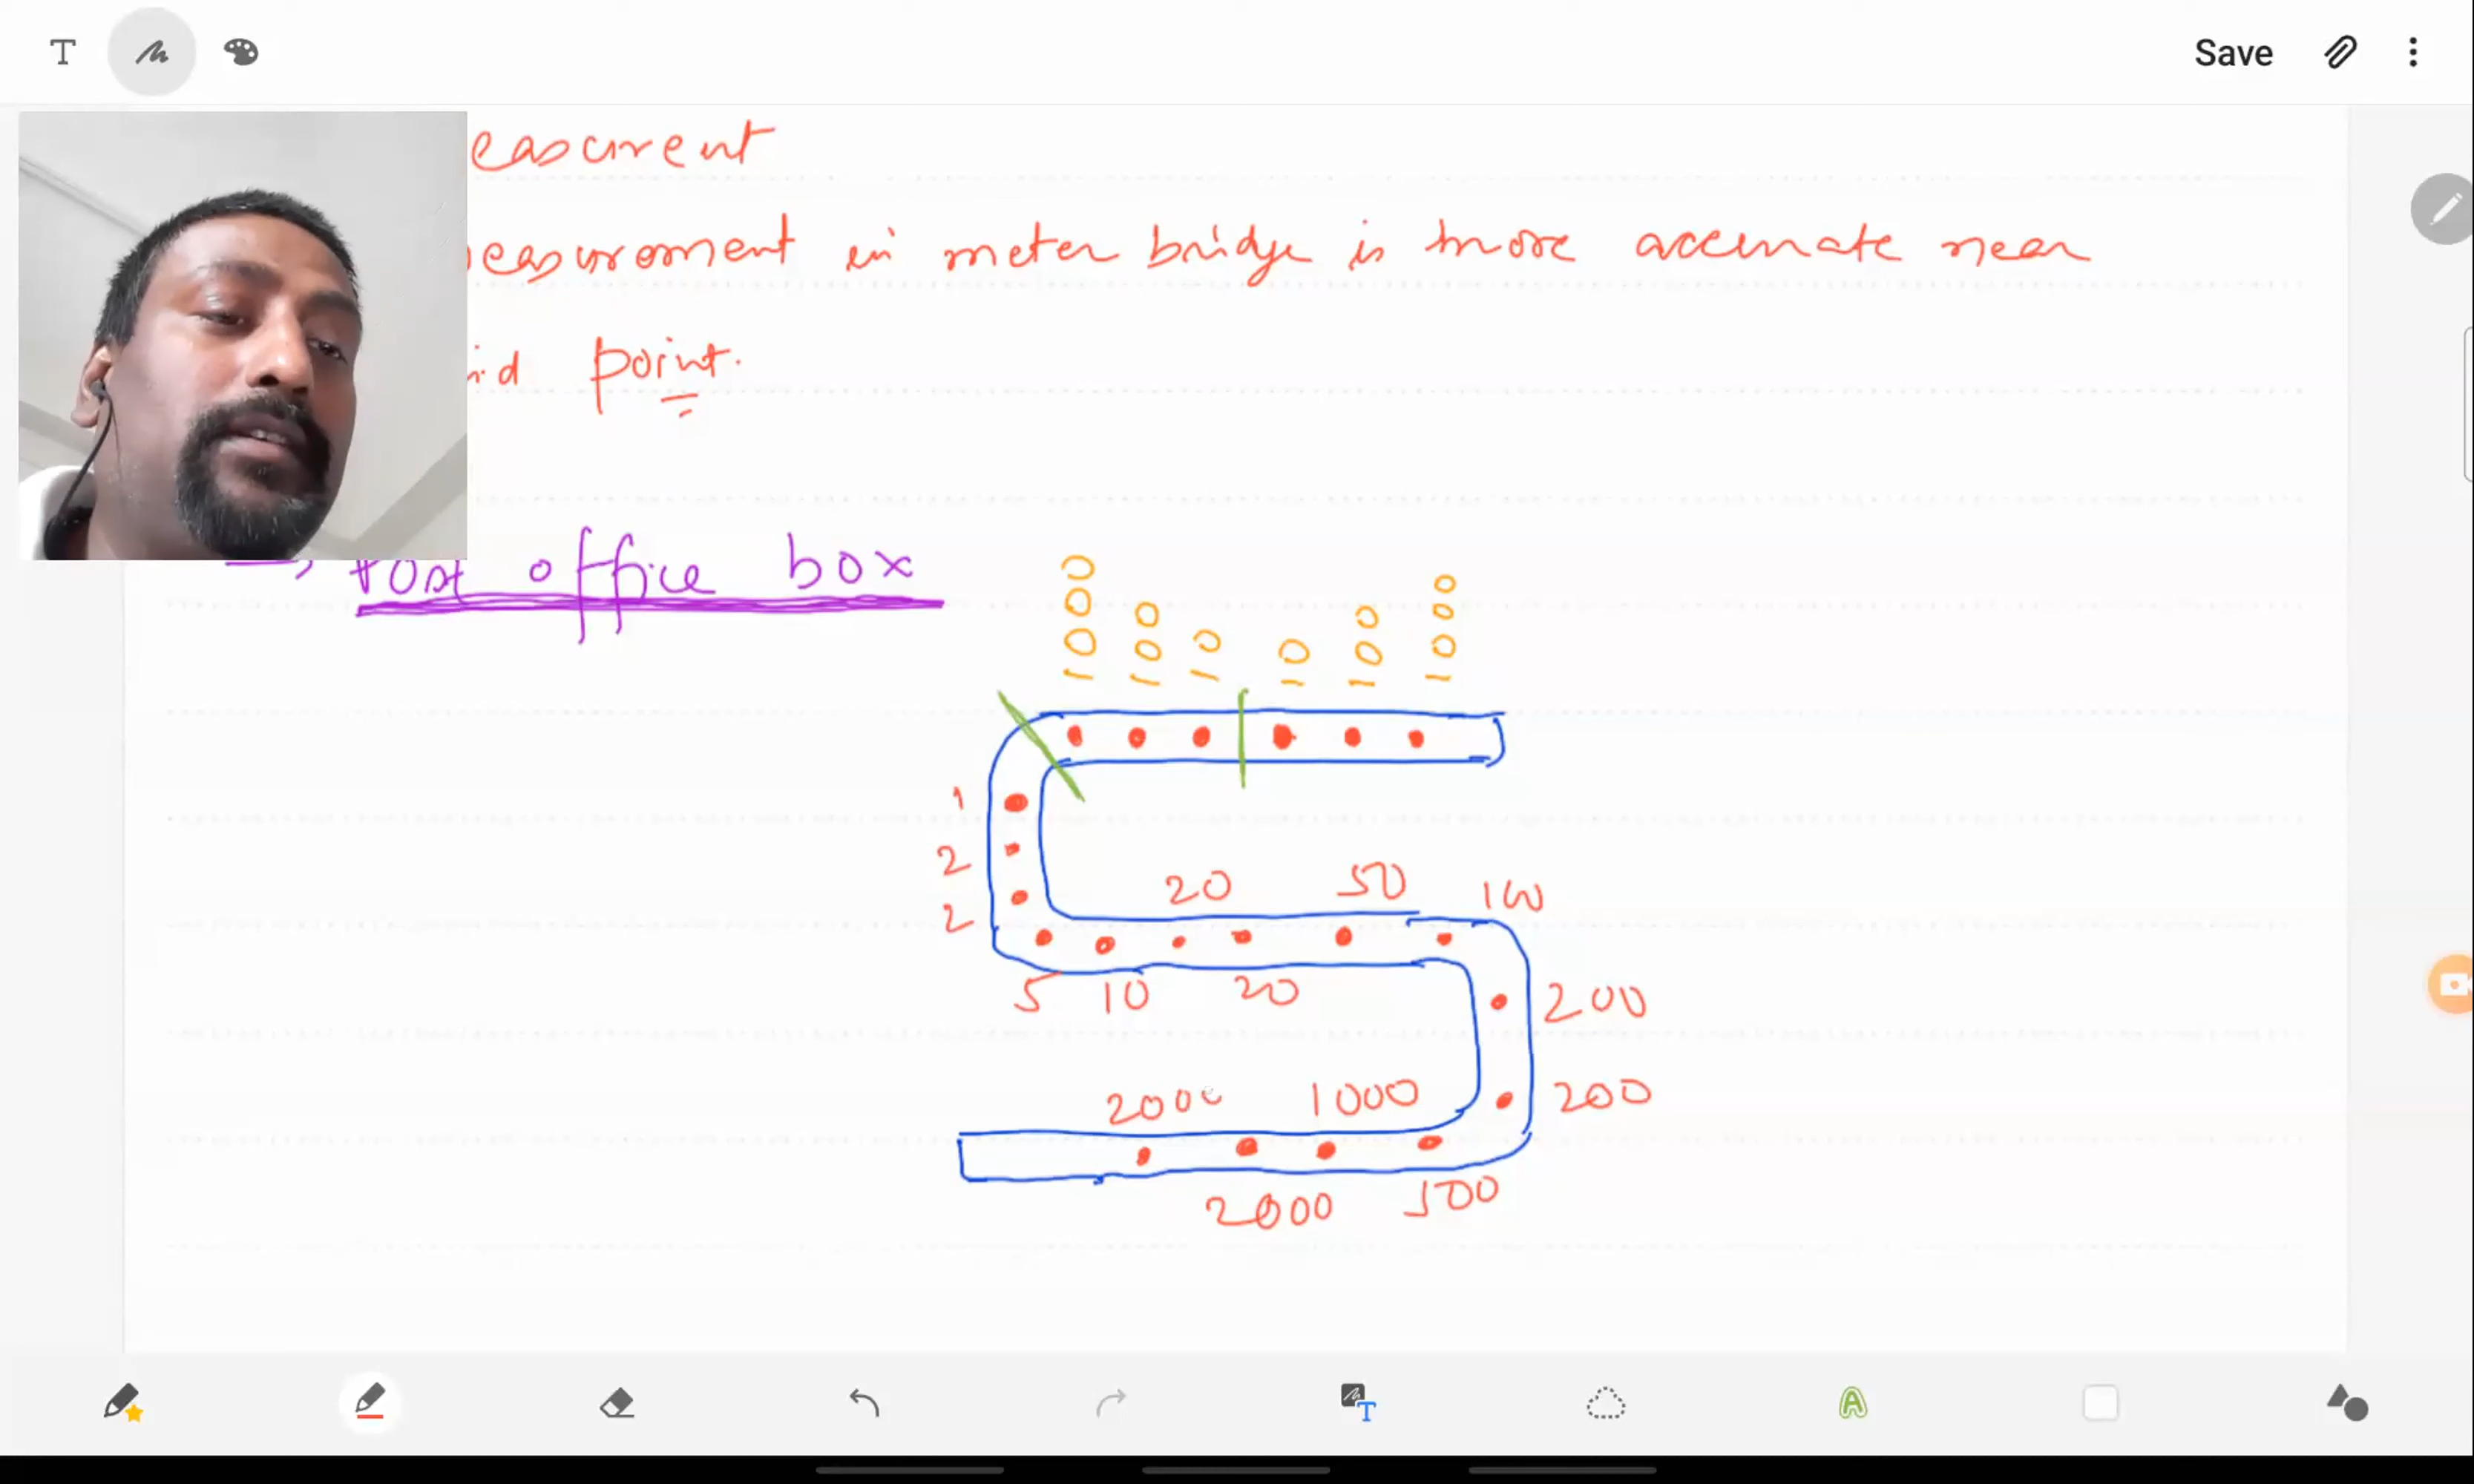 T
Save
easurent
easurement in meter bridge is more accurate near
id point.
Post office box
1000 100 10 10 100 1000
1
2
2
20 50 100
5 10 20
200
200
2000 1000
2000 500
T
A